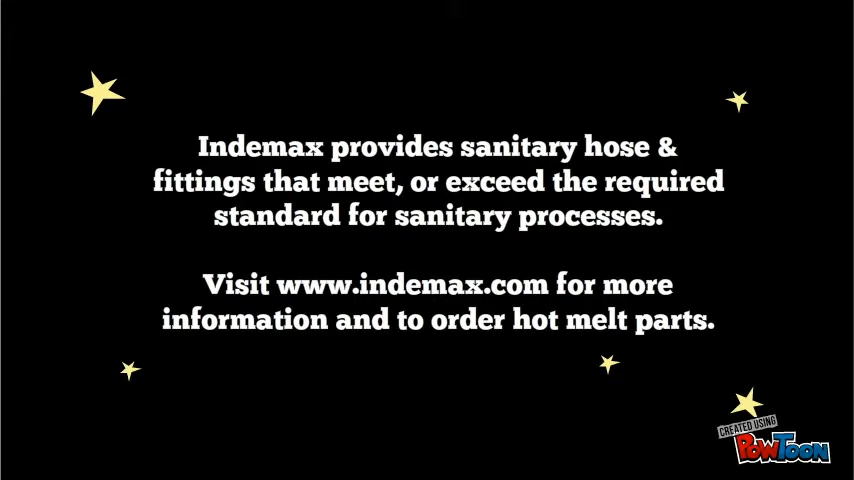 Indemax provides sanitary hose &
fittings that meet, or exceed the required
standard for sanitary processes.
Visit www.indemax.com for more
information and to order hot melt parts.
CREATED USING
POWTOON